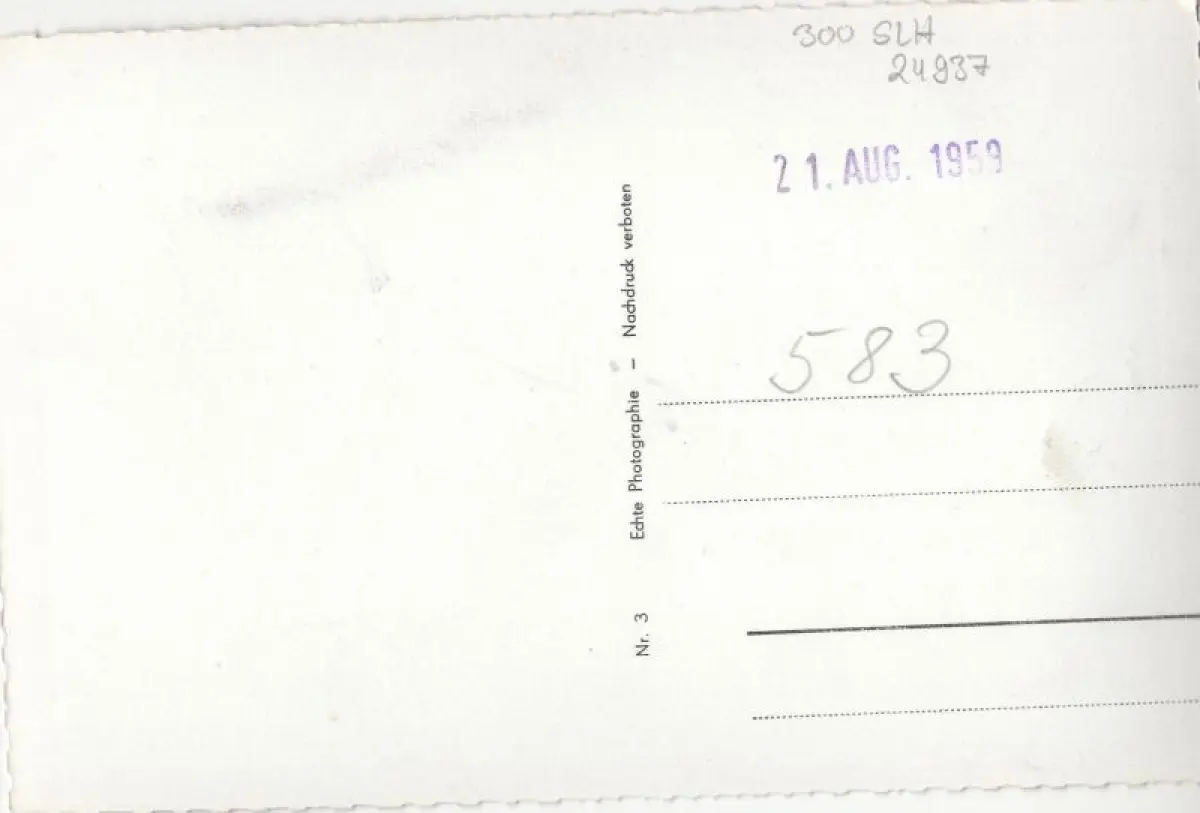 300 SLH
24937
21. AUG. 1959
Nr. 3 Echte Photographie – Nachdruck verboten
583